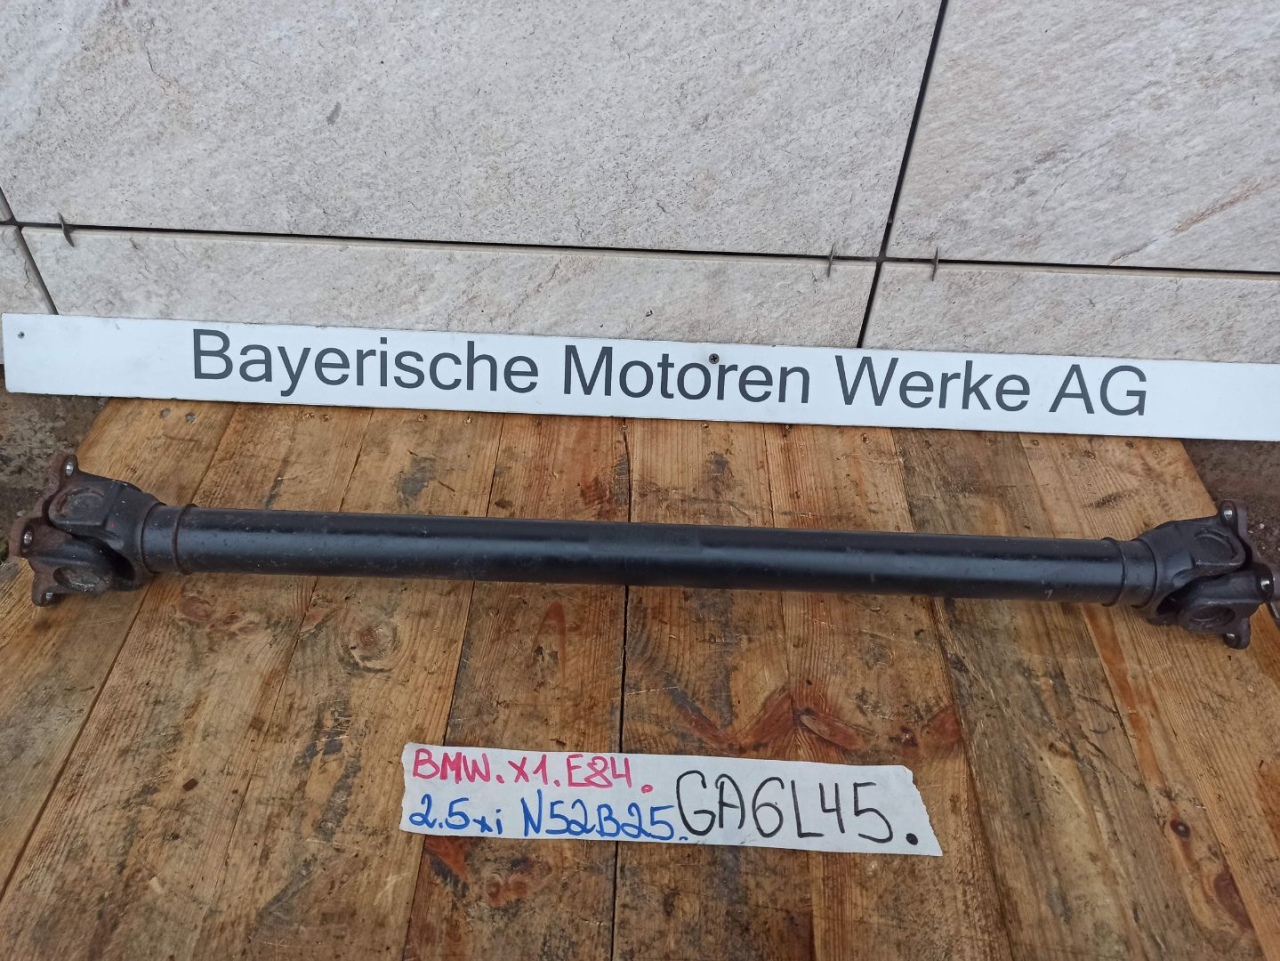 Bayerische Motoren Werke AG
BMW.X1.E84.
2.5xi N52B25. GA6L45.